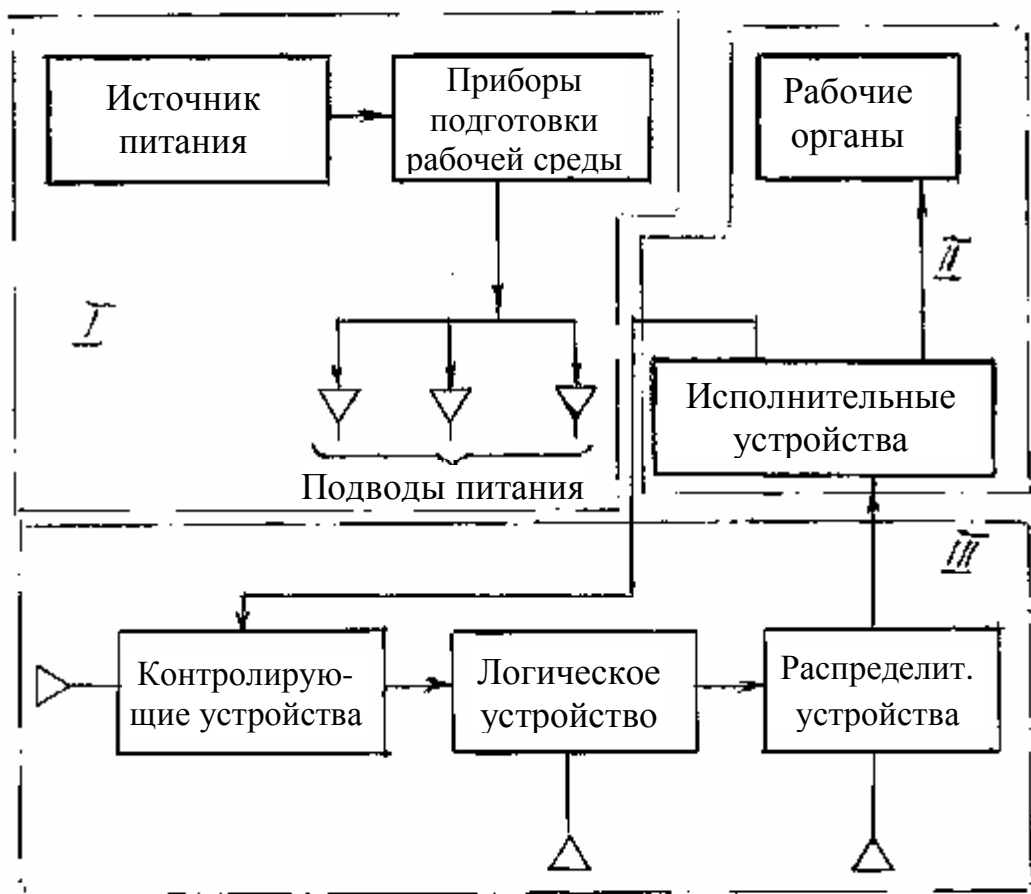 Источник
питания
Приборы
подготовки
рабочей среды
Рабочие
органы
II
I
Исполнительные
устройства
Подводы питания
III
Контролирую-
щие устройства
Логическое
устройство
Распределит.
устройства